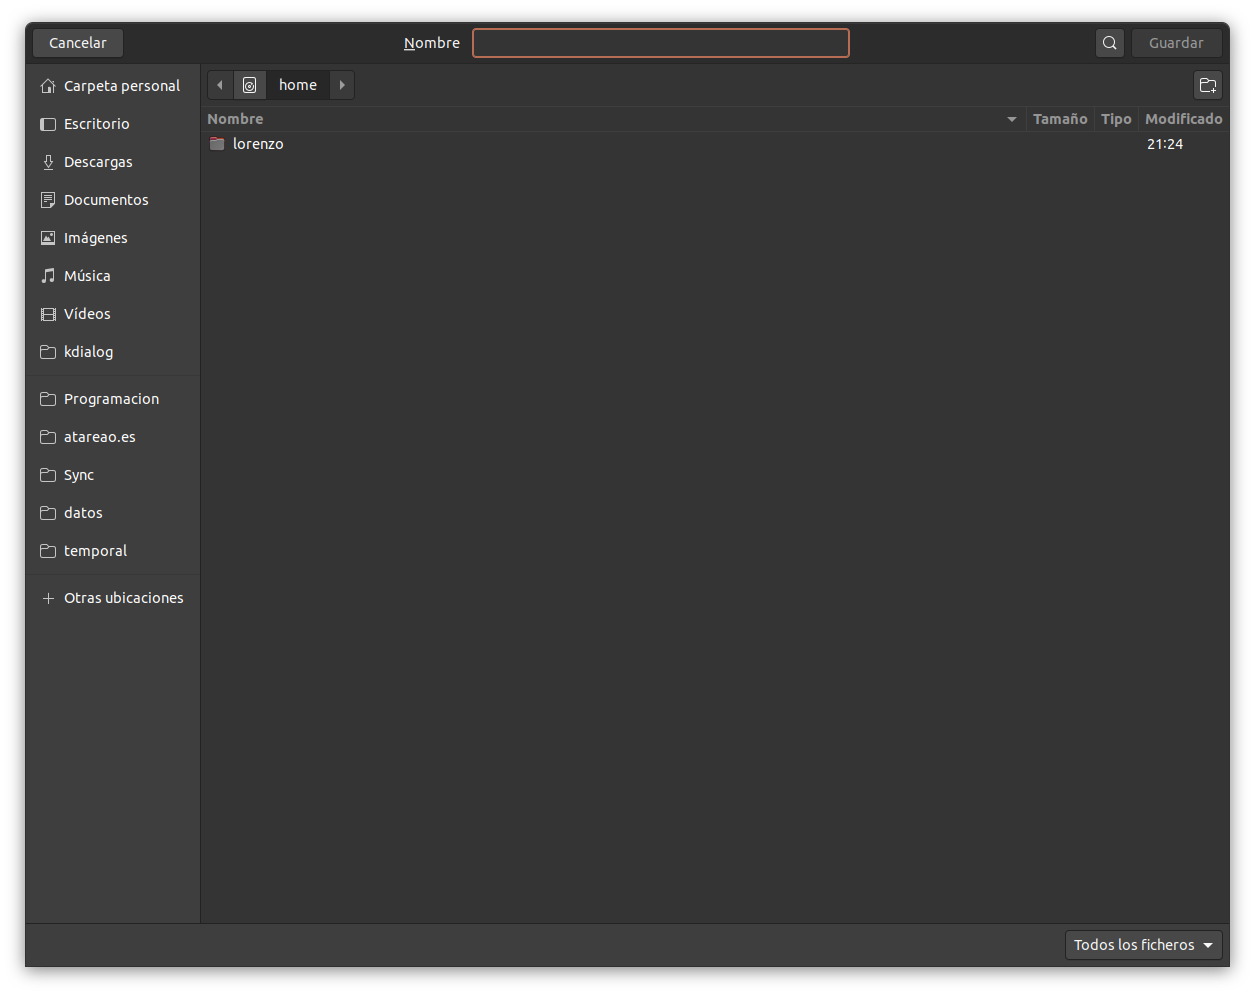 Cancelar Nombre Guardar
Carpeta personal
Escritorio
Descargas
Documentos
Imágenes
Música
Vídeos
kdialog
Programacion
atareao.es
Sync
datos
temporal
Otras ubicaciones
home
Nombre Tamaño Tipo Modificado
lorenzo 21:24
Todos los ficheros